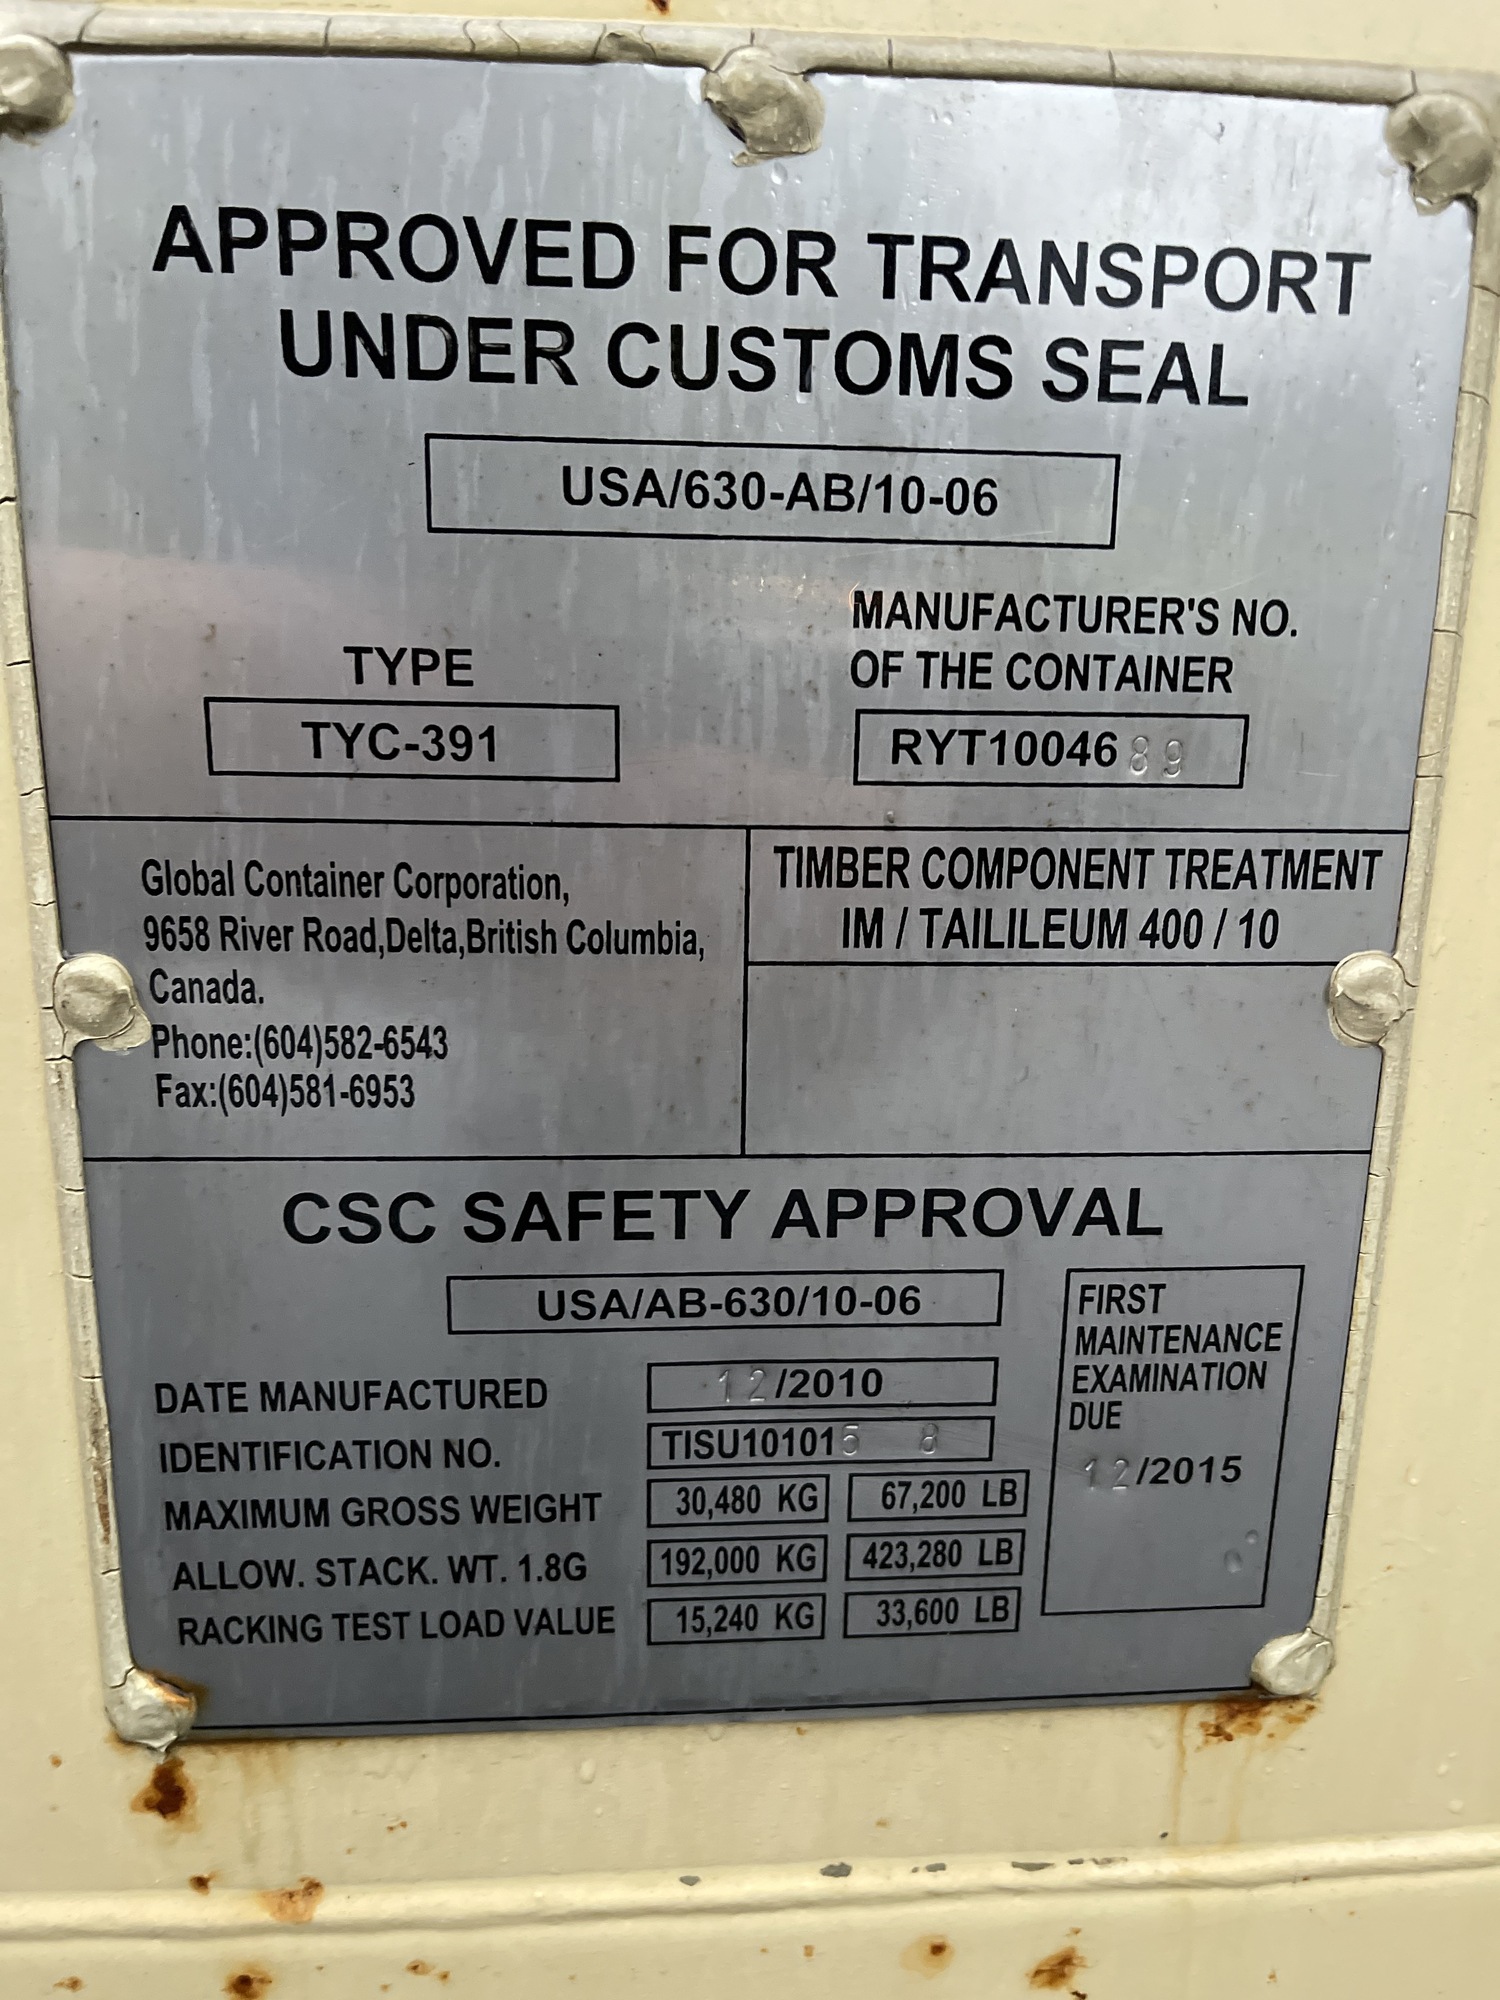 APPROVED FOR TRANSPORT
UNDER CUSTOMS SEAL
USA/630-AB/10-06
TYPE
TYC-391
MANUFACTURER'S NO.
OF THE CONTAINER
RYT1004689
Global Container Corporation,
9658 River Road,Delta,British Columbia,
Canada.
Phone:(604)582-6543
Fax:(604)581-6953
TIMBER COMPONENT TREATMENT
IM / TAILILEUM 400 / 10
CSC SAFETY APPROVAL
USA/AB-630/10-06
DATE MANUFACTURED 12/2010
IDENTIFICATION NO. TISU101015 8
MAXIMUM GROSS WEIGHT 30,480 KG 67,200 LB
ALLOW. STACK. WT. 1.8G 192,000 KG 423,280 LB
RACKING TEST LOAD VALUE 15,240 KG 33,600 LB
FIRST
MAINTENANCE
EXAMINATION
DUE
12/2015